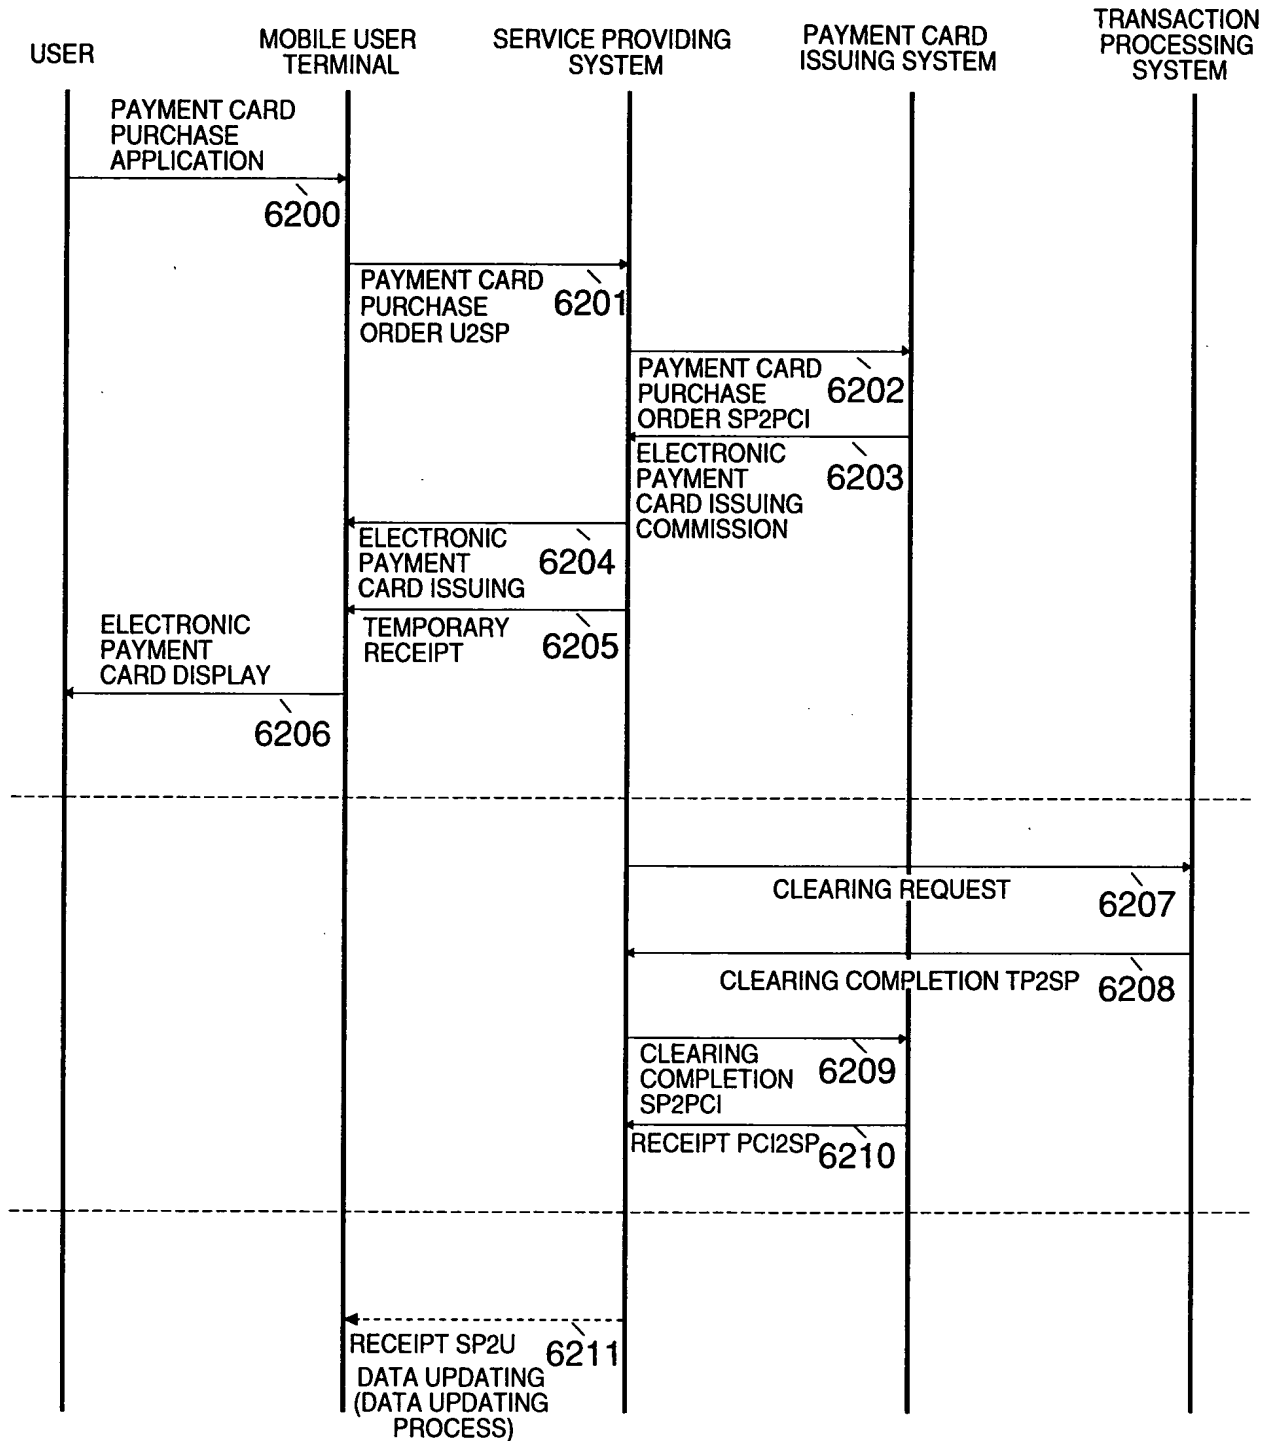 USER
MOBILE USER
TERMINAL
SERVICE PROVIDING
SYSTEM
PAYMENT CARD
ISSUING SYSTEM
TRANSACTION
PROCESSING
SYSTEM
PAYMENT CARD
PURCHASE
APPLICATION
6200
PAYMENT CARD
PURCHASE
ORDER U2SP
6201
PAYMENT CARD
PURCHASE
ORDER SP2PCI
6202
ELECTRONIC
PAYMENT
CARD ISSUING
COMMISSION
6203
ELECTRONIC
PAYMENT
CARD ISSUING
6204
TEMPORARY
RECEIPT
6205
ELECTRONIC
PAYMENT
CARD DISPLAY
6206
CLEARING REQUEST
6207
CLEARING COMPLETION TP2SP
6208
CLEARING
COMPLETION
SP2PCI
6209
RECEIPT PCI2SP
6210
RECEIPT SP2U
6211
DATA UPDATING
(DATA UPDATING
PROCESS)